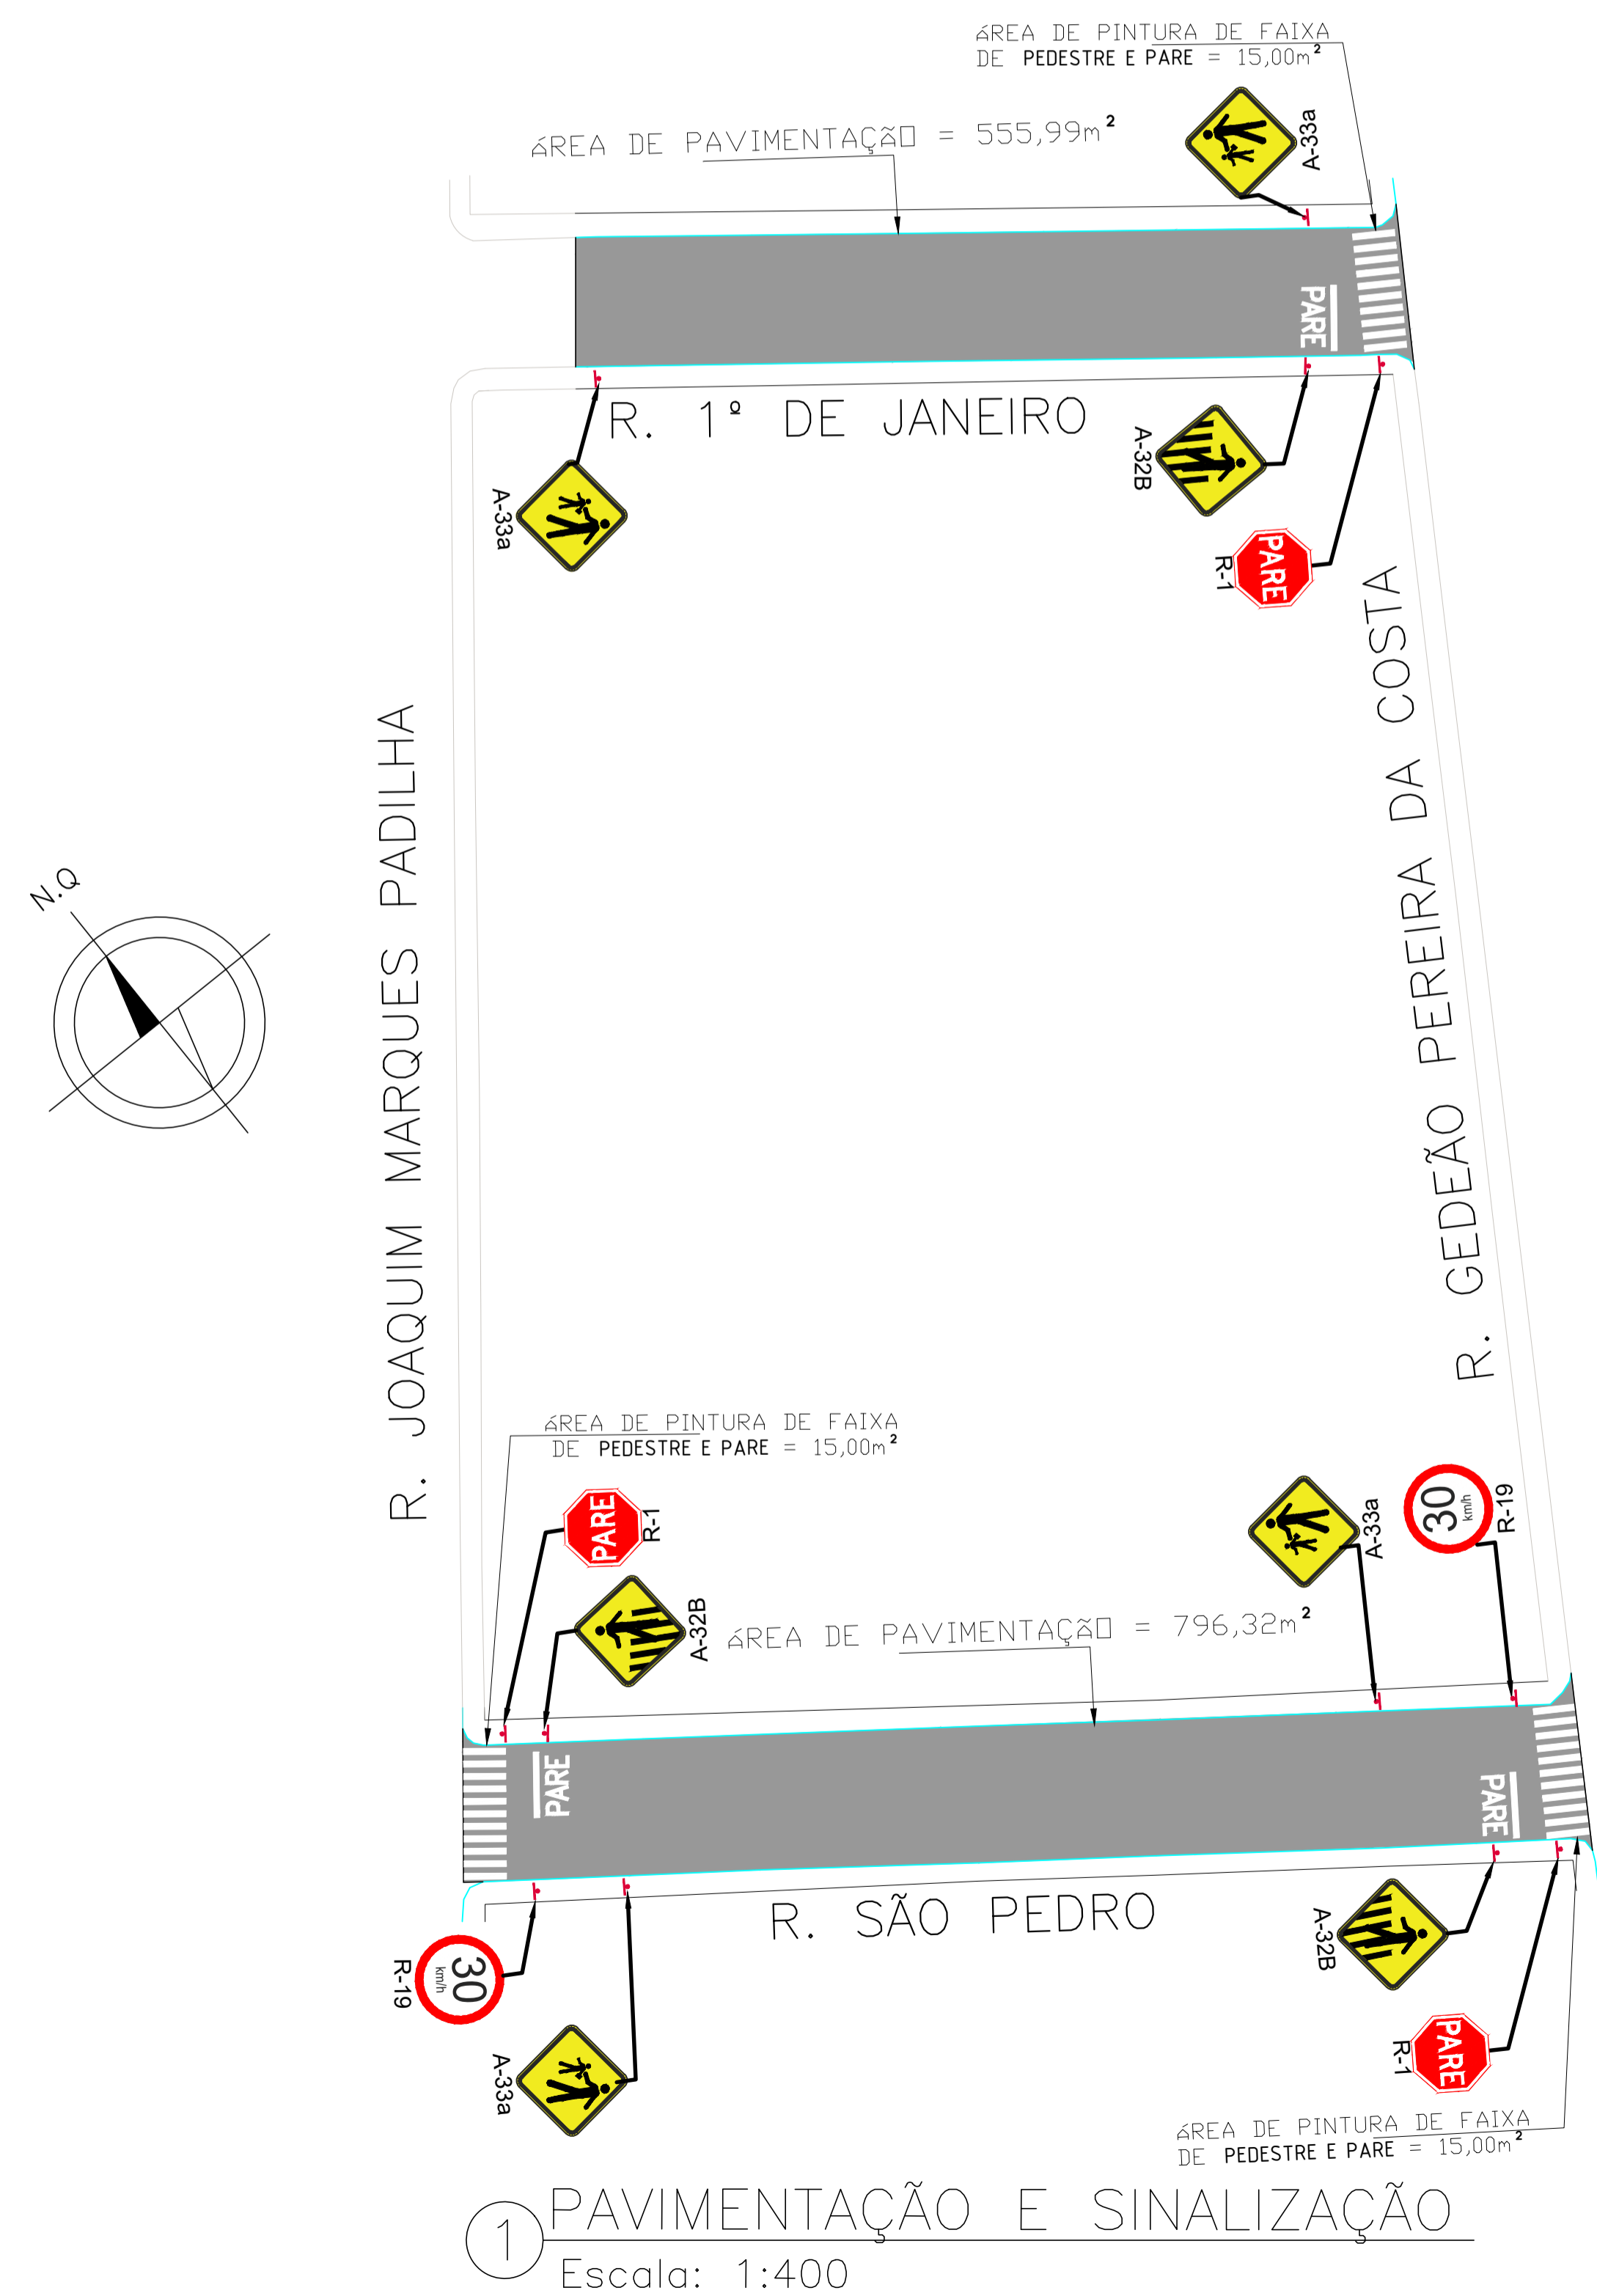 ÁREA DE PINTURA DE FAIXA
DE PEDESTRE E PARE = 15,00m²
ÁREA DE PAVIMENTAÇÃO = 555,99m²
A-33a
PARE
R. 1º DE JANEIRO
A-33a
A-32B
PARE
R-1
R. JOAQUIM MARQUES PADILHA
R. GEDEÃO PEREIRA DA COSTA
N.Q
ÁREA DE PINTURA DE FAIXA
DE PEDESTRE E PARE = 15,00m²
PARE
R-1
A-32B
ÁREA DE PAVIMENTAÇÃO = 796,32m²
A-33a
30
km/h
R-19
PARE
PARE
R. SÃO PEDRO
30
km/h
R-19
A-33a
A-32B
PARE
R-1
ÁREA DE PINTURA DE FAIXA
DE PEDESTRE E PARE = 15,00m²
1
PAVIMENTAÇÃO E SINALIZAÇÃO
Escala: 1:400